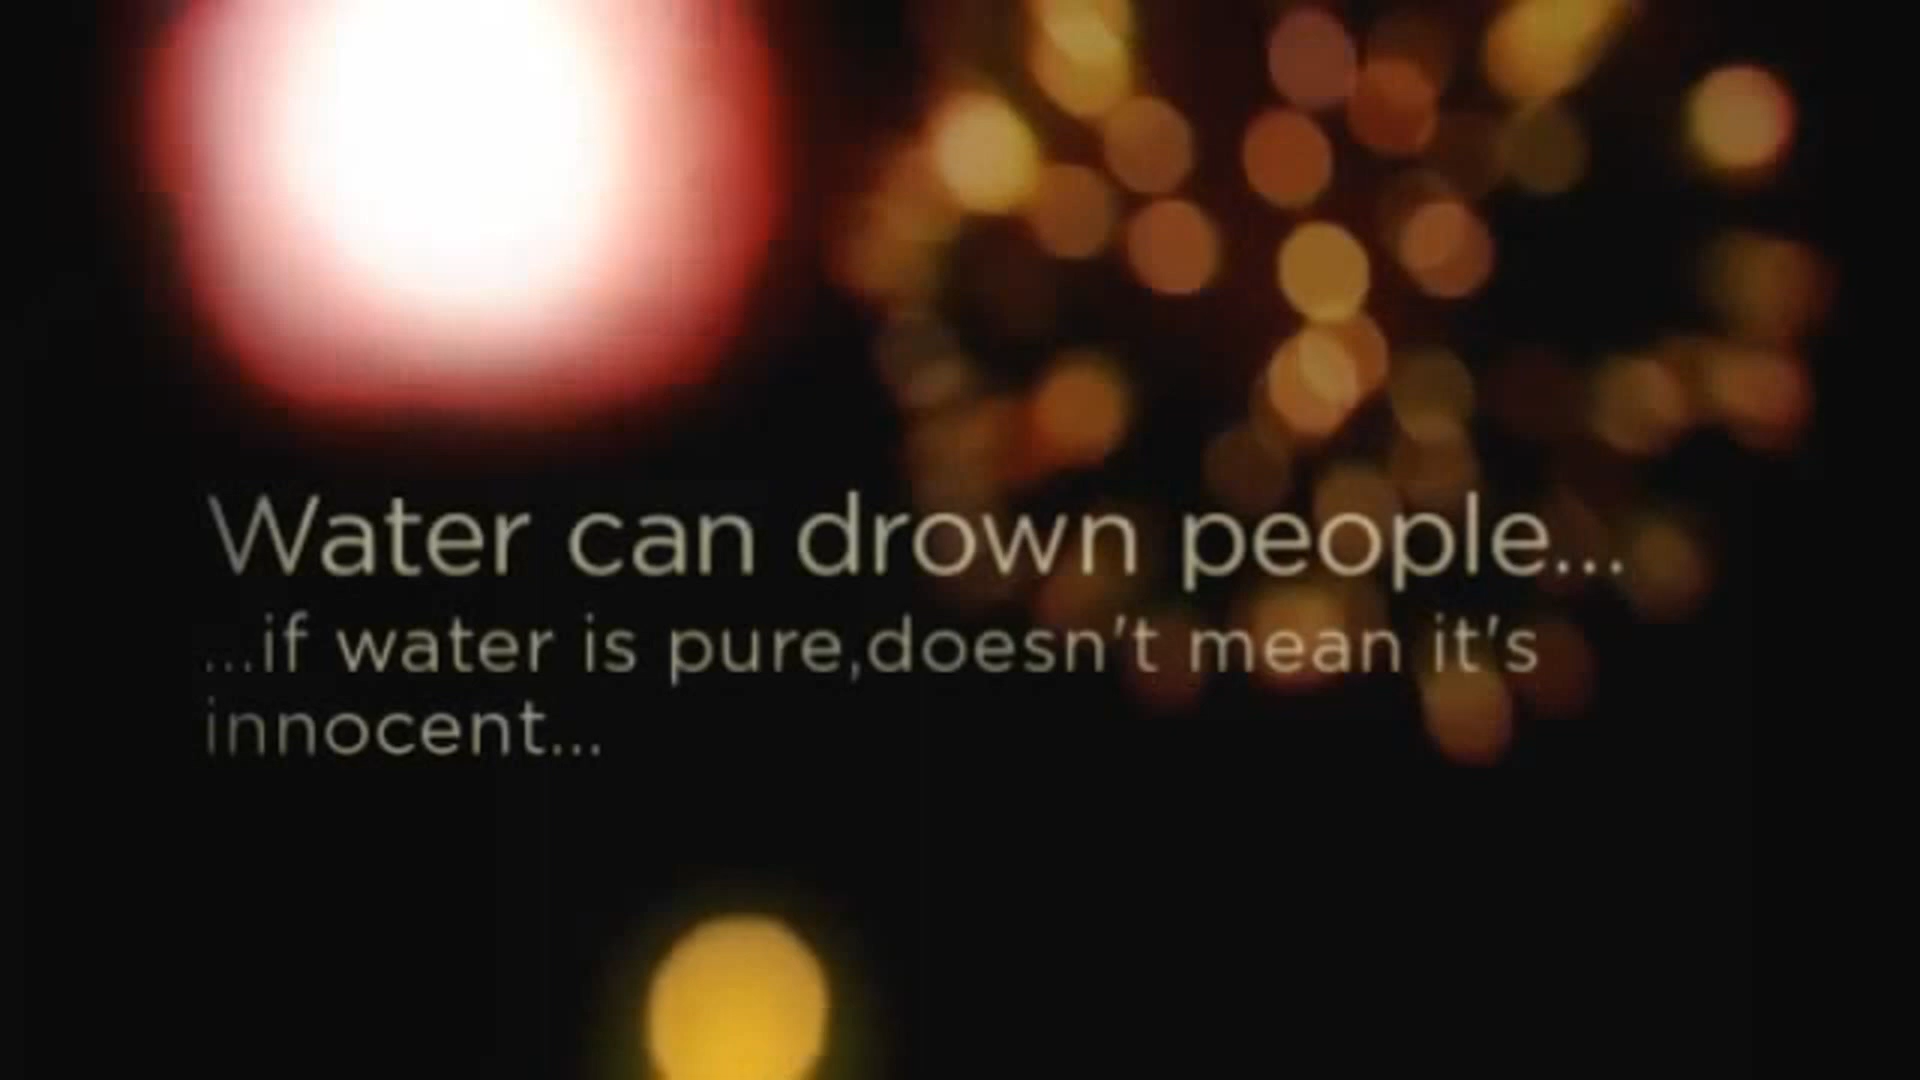 Water can drown people...
...if water is pure,doesn't mean it's
innocent...